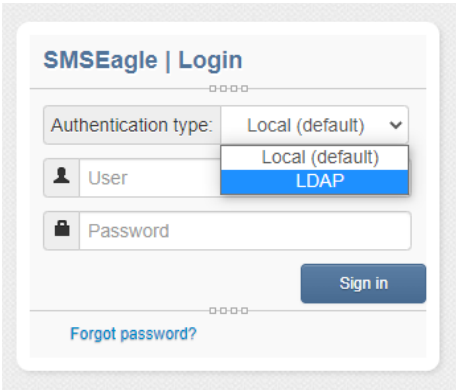 SMSEagle | Login
Authentication type: Local (default)
Local (default)
LDAP
User
Password
Sign in
Forgot password?